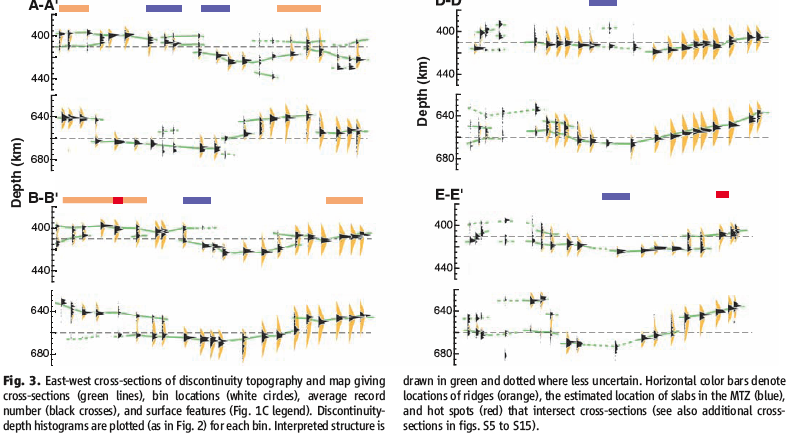 A-A'
400
440
640
680
Depth (km)
B-B'
400
440
640
680
D-D'
400
440
640
680
Depth (km)
E-E'
400
440
640
680
Fig. 3. East-west cross-sections of discontinuity topography and map giving
cross-sections (green lines), bin locations (white circles), average record
number (black crosses), and surface features (Fig. 1C legend). Discontinuity-
depth histograms are plotted (as in Fig. 2) for each bin. Interpreted structure is
drawn in green and dotted where less uncertain. Horizontal color bars denote
locations of ridges (orange), the estimated location of slabs in the MTZ (blue),
and hot spots (red) that intersect cross-sections (see also additional cross-
sections in figs. S5 to S15).